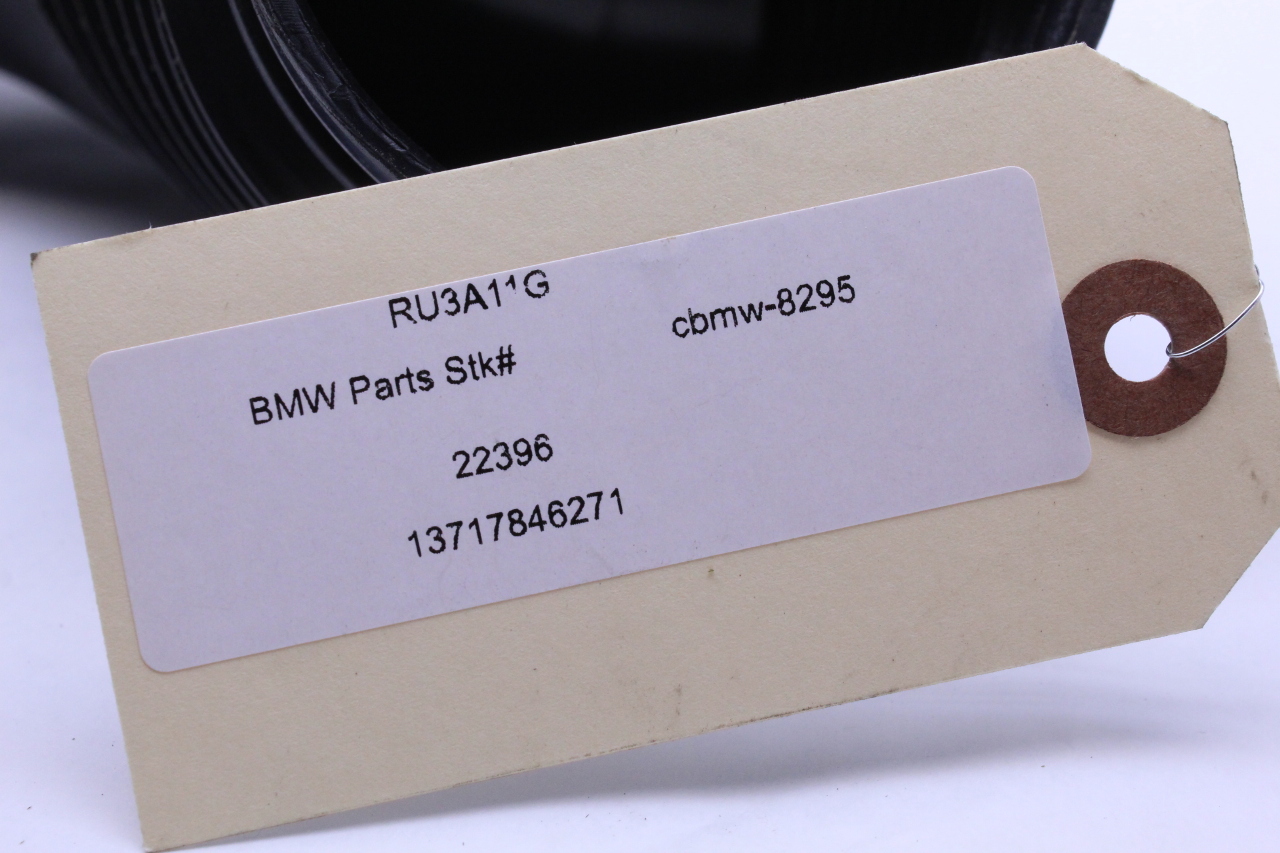 RU3A11G
cbmw-8295
BMW Parts Stk#
22396
13717846271